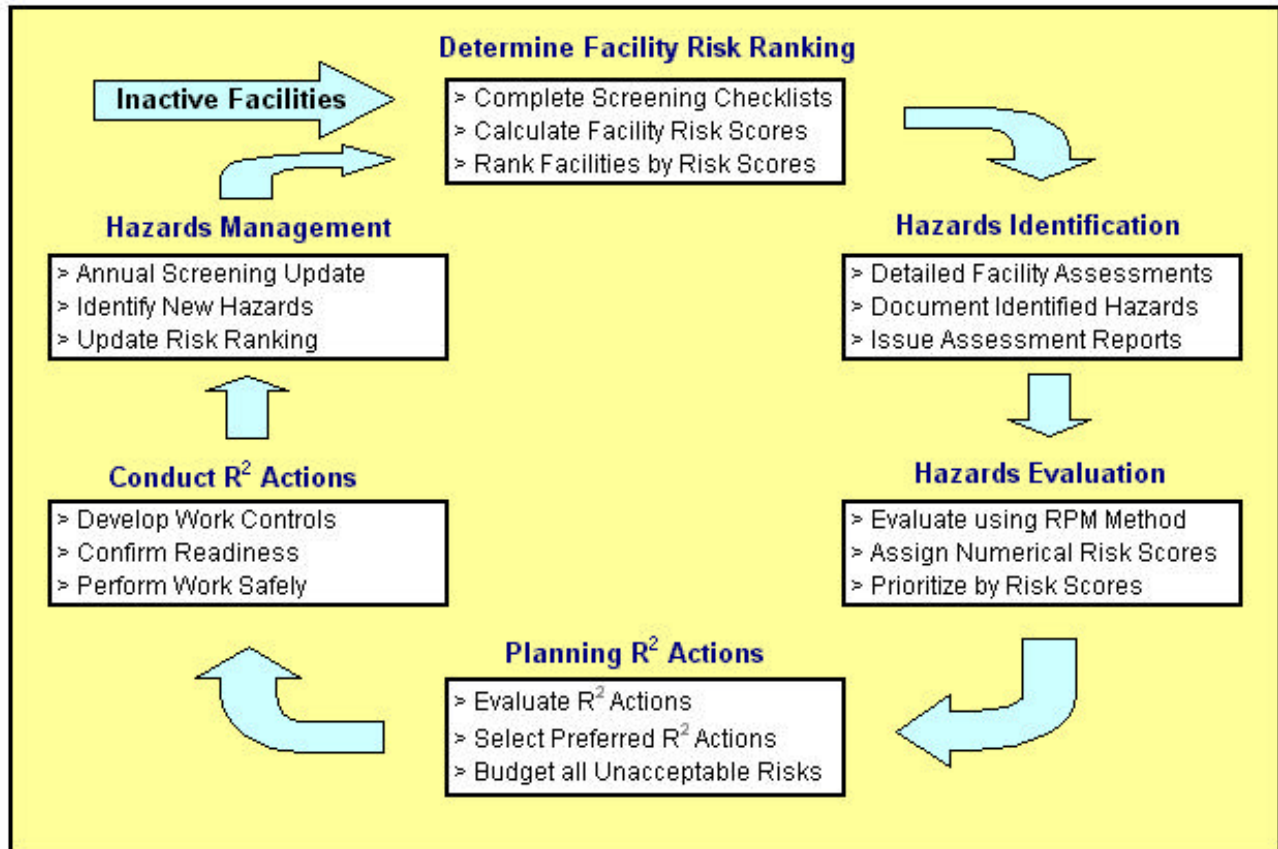 Determine Facility Risk Ranking
Inactive Facilities
> Complete Screening Checklists
> Calculate Facility Risk Scores
> Rank Facilities by Risk Scores
Hazards Identification
> Detailed Facility Assessments
> Document Identified Hazards
> Issue Assessment Reports
Hazards Evaluation
> Evaluate using RPM Method
> Assign Numerical Risk Scores
> Prioritize by Risk Scores
Planning R² Actions
> Evaluate R² Actions
> Select Preferred R² Actions
> Budget all Unacceptable Risks
Conduct R² Actions
> Develop Work Controls
> Confirm Readiness
> Perform Work Safely
Hazards Management
> Annual Screening Update
> Identify New Hazards
> Update Risk Ranking